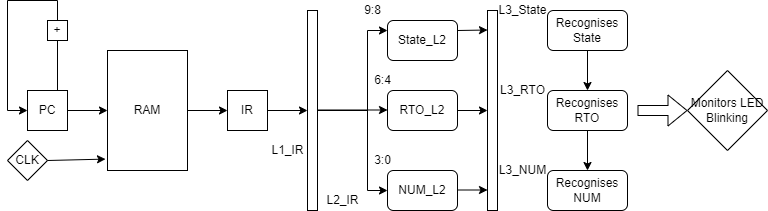 +
PC
CLK
RAM
IR
L1_IR
L2_IR
9:8
State_L2
6:4
RTO_L2
3:0
NUM_L2
L3_State
L3_RTO
L3_NUM
Recognises
State
Recognises
RTO
Recognises
NUM
Monitors LED
Blinking